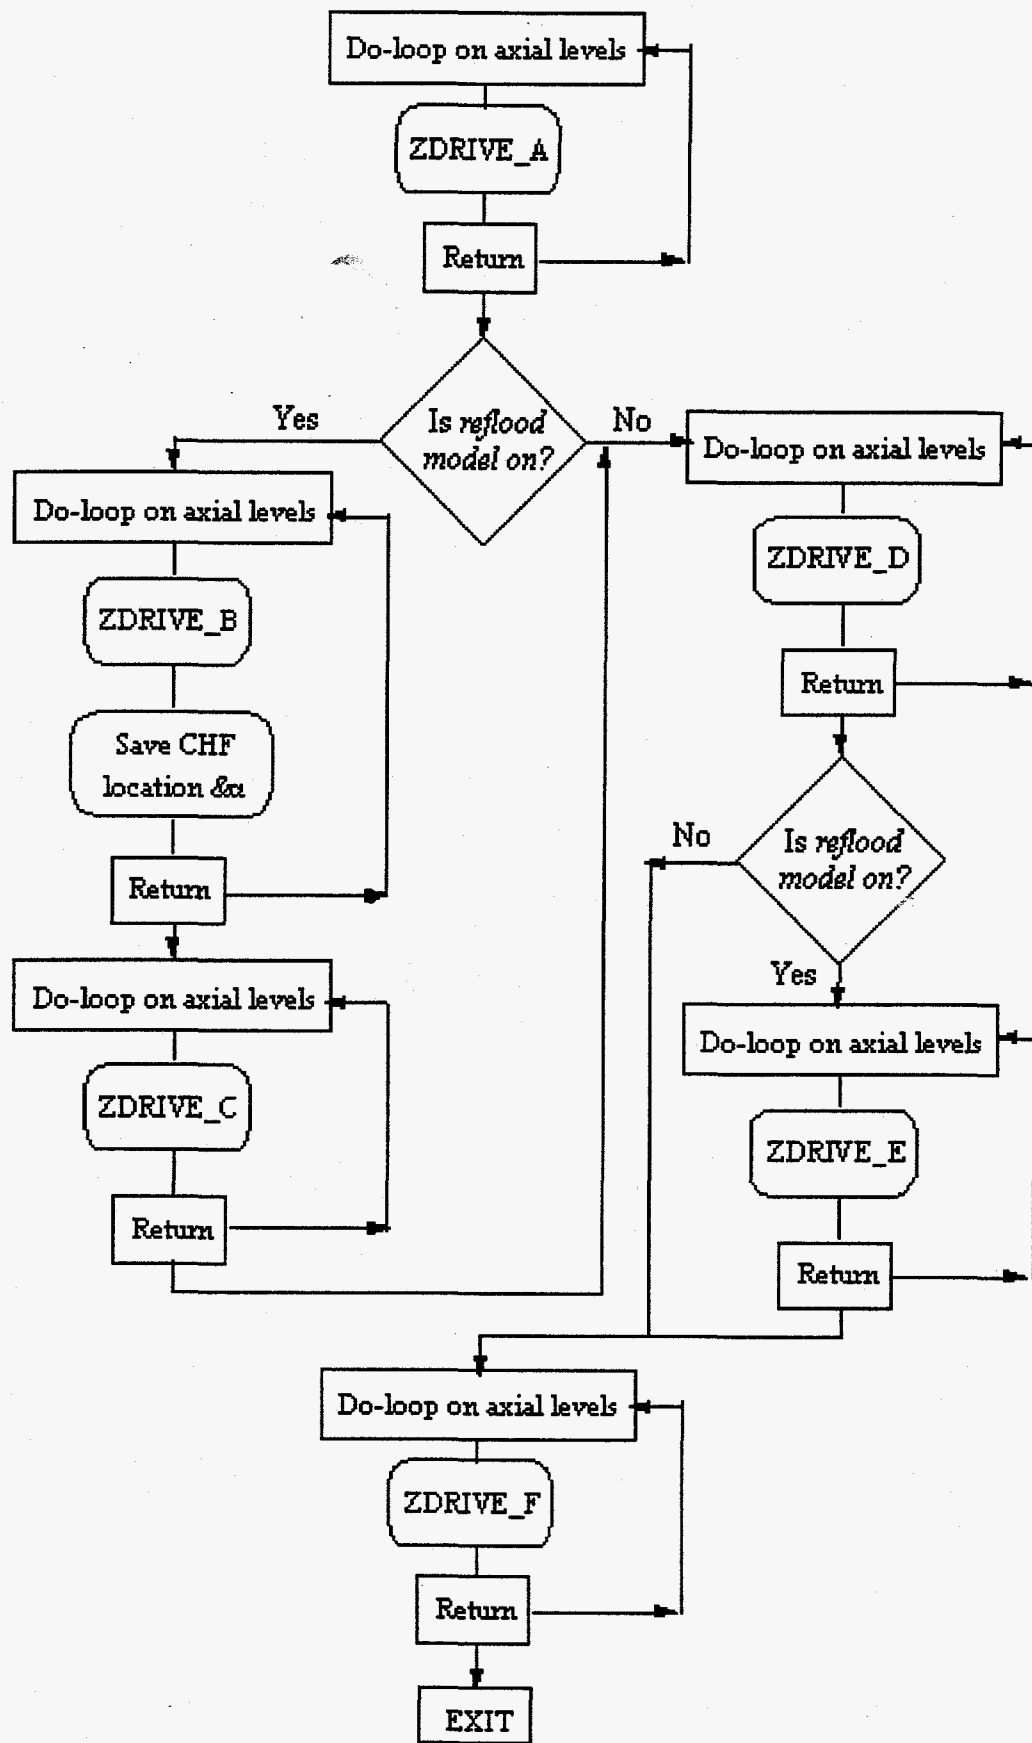 Do-loop on axial levels
ZDRIVE_A
Return
Is reflood
model on?
Yes
No
Do-loop on axial levels
ZDRIVE_B
Save CHF
location &α
Return
Do-loop on axial levels
ZDRIVE_C
Return
Do-loop on axial levels
ZDRIVE_D
Return
Is reflood
model on?
No
Yes
Do-loop on axial levels
ZDRIVE_E
Return
Do-loop on axial levels
ZDRIVE_F
Return
EXIT